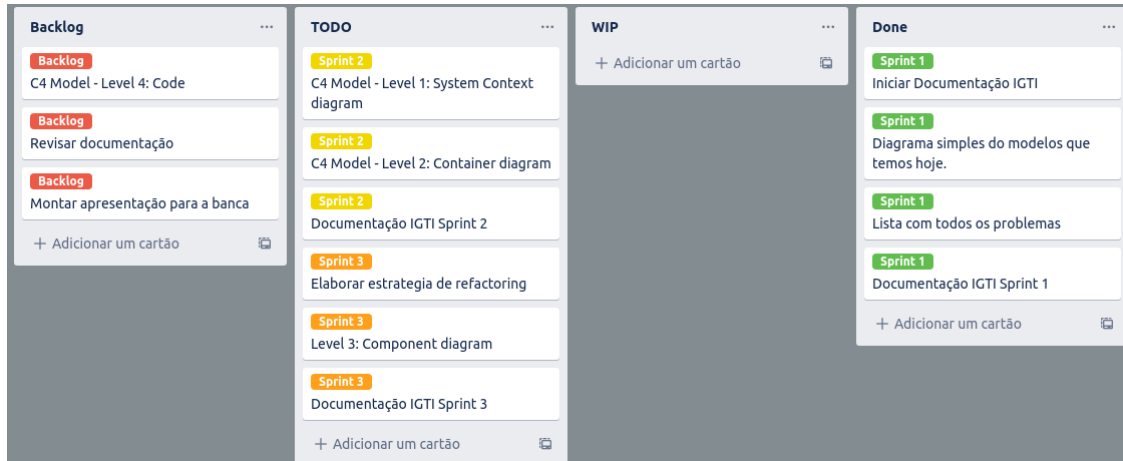 Backlog
Backlog
C4 Model - Level 4: Code
Backlog
Revisar documentação
Backlog
Montar apresentação para a banca
+ Adicionar um cartão
TODO
Sprint 2
C4 Model - Level 1: System Context
diagram
Sprint 2
C4 Model - Level 2: Container diagram
Sprint 2
Documentação IGTI Sprint 2
Sprint 3
Elaborar estrategia de refactoring
Sprint 3
Level 3: Component diagram
Sprint 3
Documentação IGTI Sprint 3
+ Adicionar um cartão
WIP
+ Adicionar um cartão
Done
Sprint 1
Iniciar Documentação IGTI
Sprint 1
Diagrama simples do modelos que
temos hoje.
Sprint 1
Lista com todos os problemas
Sprint 1
Documentação IGTI Sprint 1
+ Adicionar um cartão